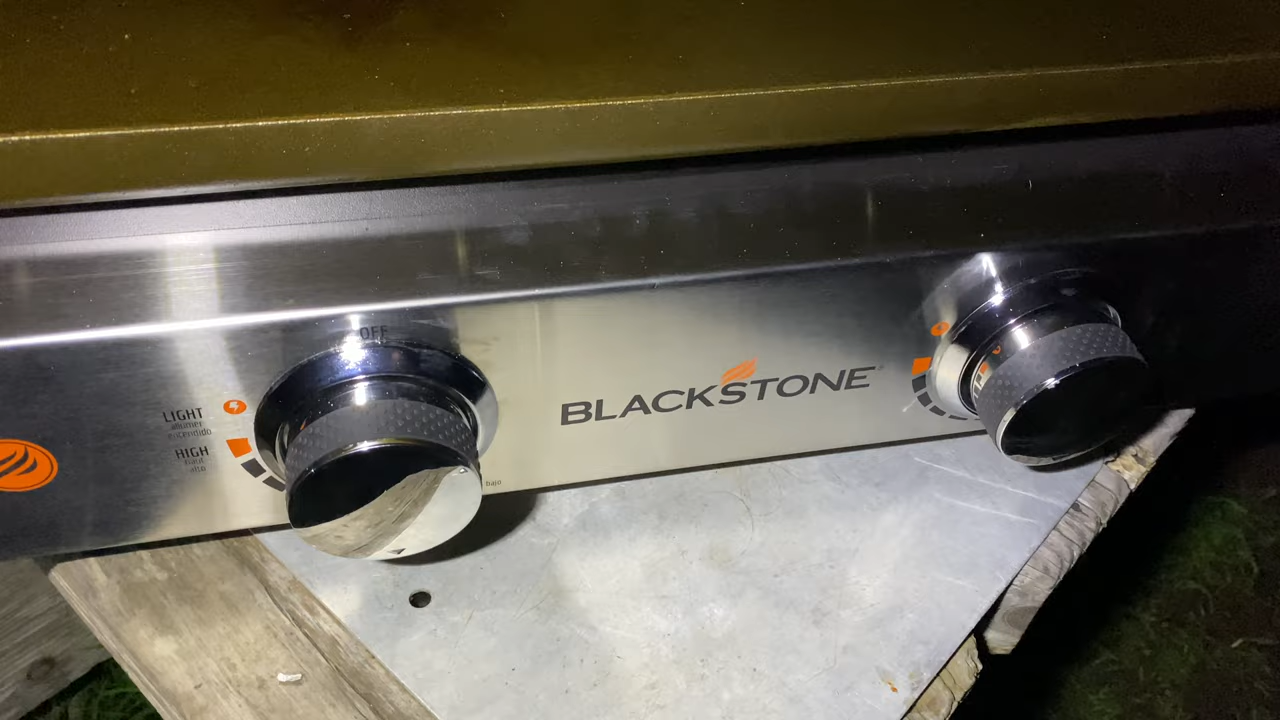 OFF
LIGHT
allumer
encendido
HIGH
haut
alto
bajo
BLACKSTONE